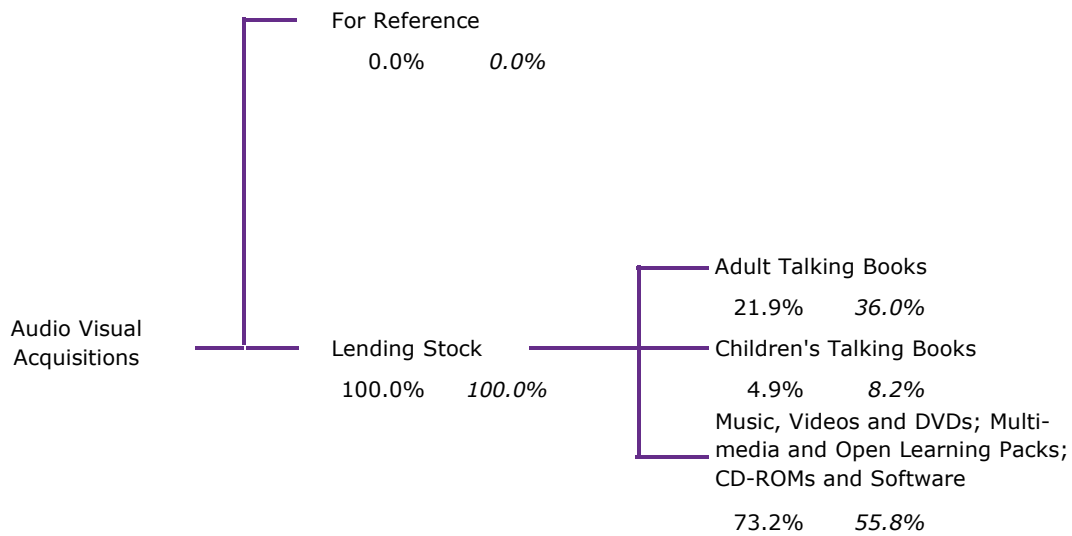 For Reference
0.0% 0.0%
Audio Visual
Acquisitions
Lending Stock
100.0% 100.0%
Adult Talking Books
21.9% 36.0%
Children's Talking Books
4.9% 8.2%
Music, Videos and DVDs; Multi-
media and Open Learning Packs;
CD-ROMs and Software
73.2% 55.8%